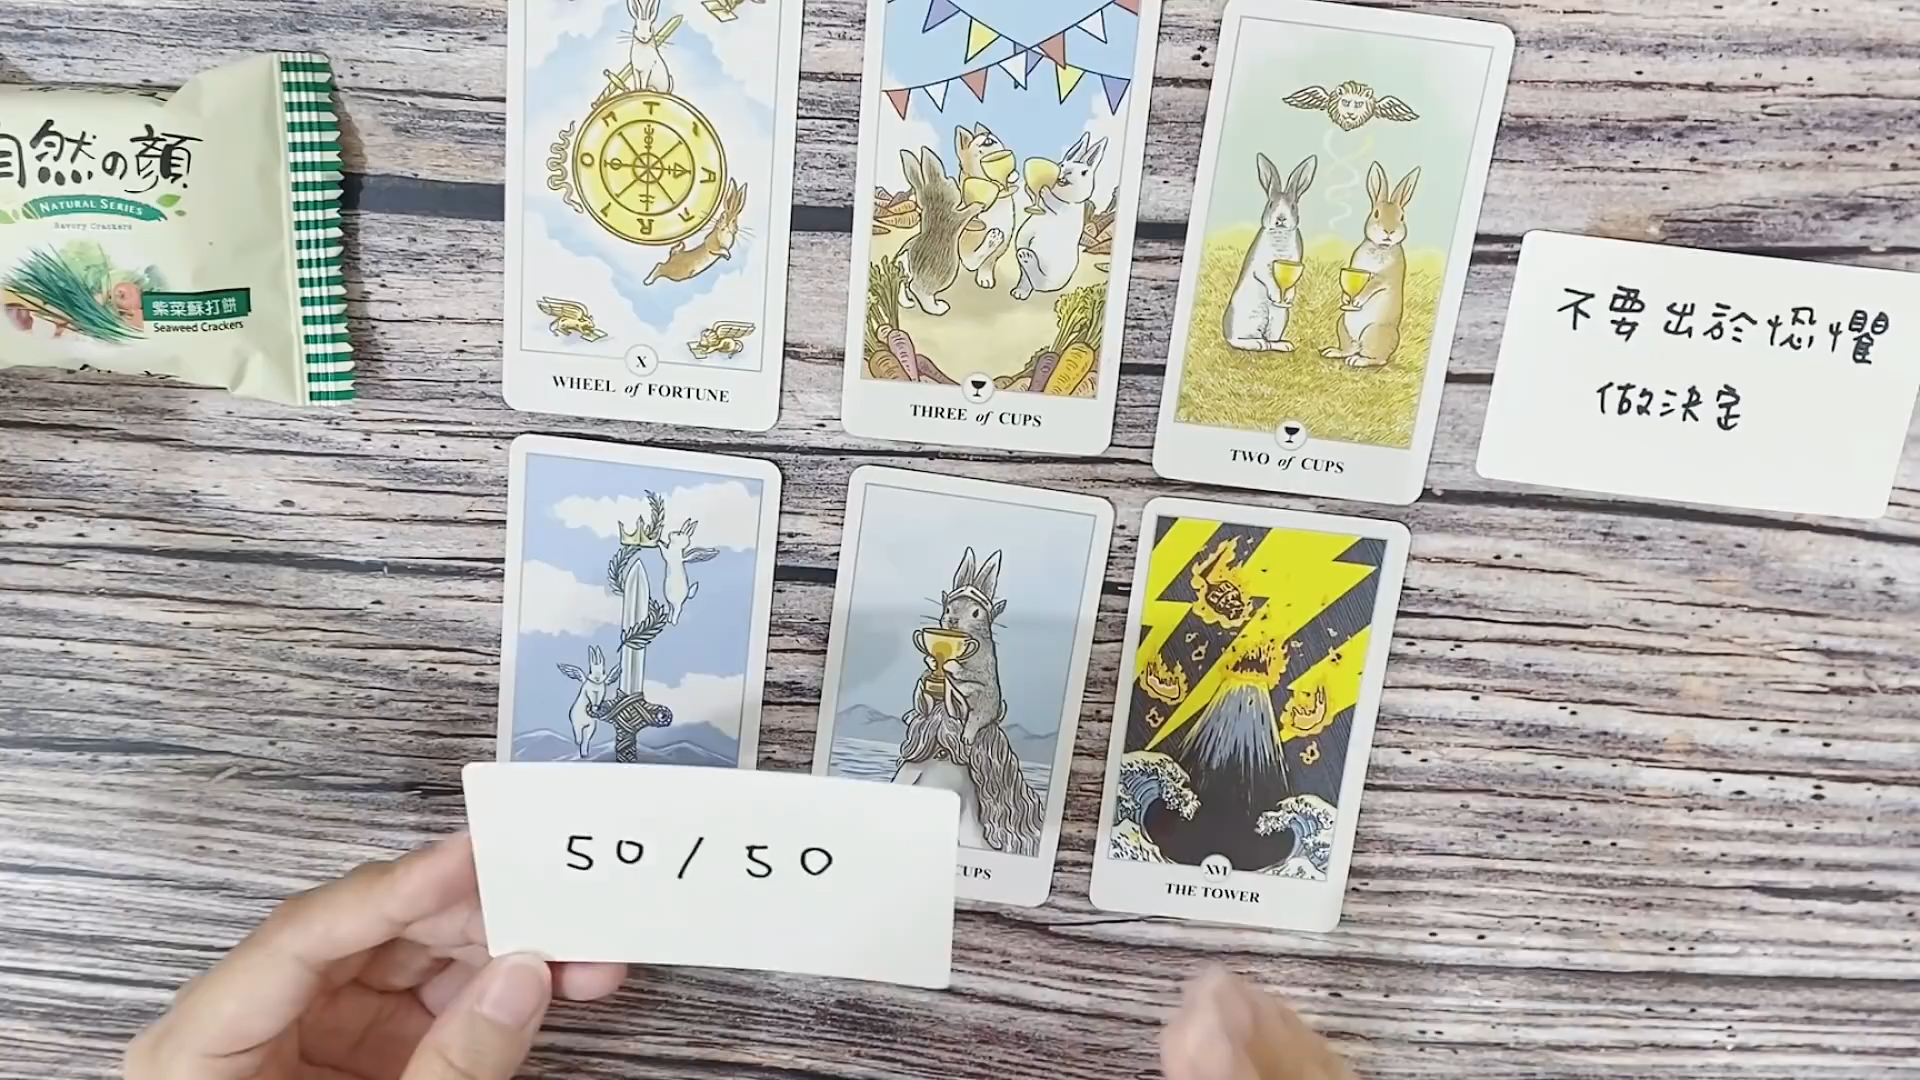 自然の顏
NATURAL SERIES
Savory Crackers
紫菜蘇打餅
Seaweed Crackers
X
WHEEL of FORTUNE
THREE of CUPS
TWO of CUPS
不要出於恐懼
做決定
50/50
CUPS
XVI
THE TOWER